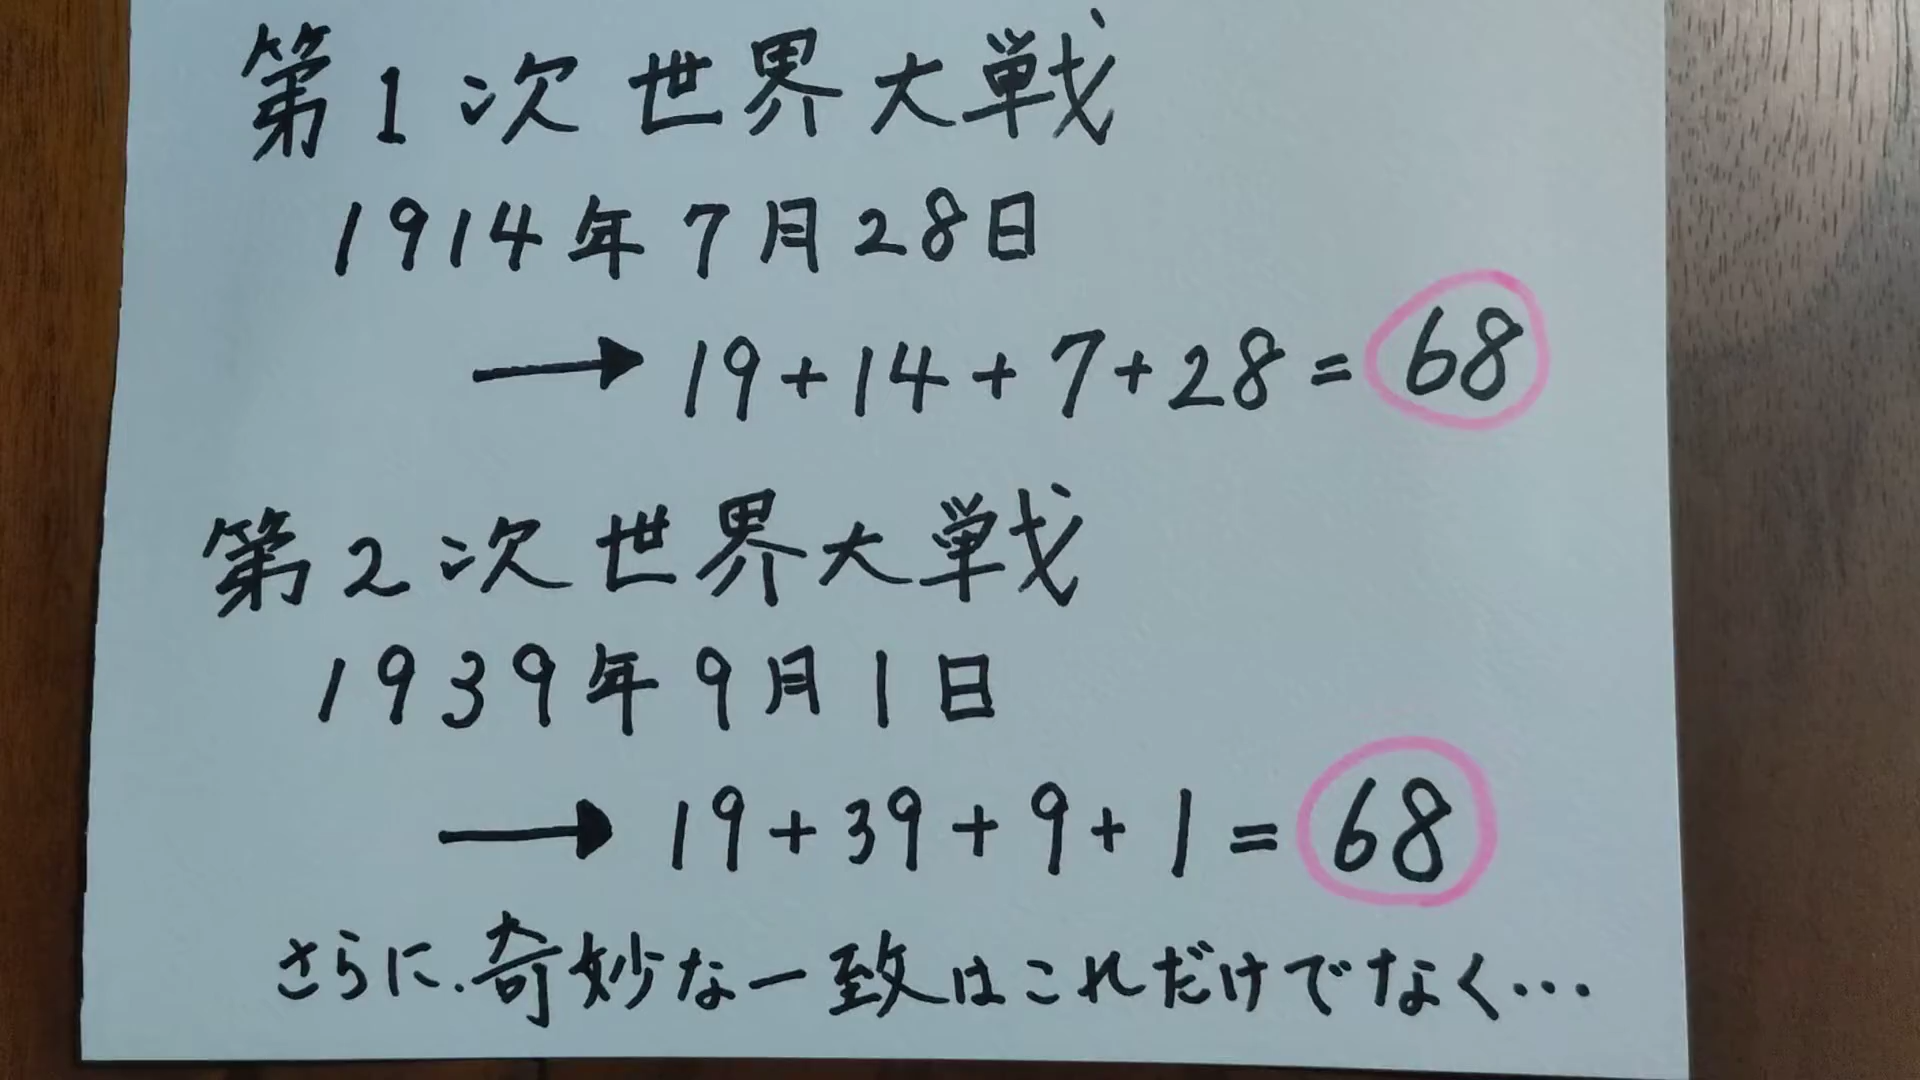 第1次世界大戦
1914年7月28日
→ 19+14+7+28=68
第2次世界大戦
1939年9月1日
→ 19+39+9+1=68
さらに、奇妙な一致はこれだけでなく…